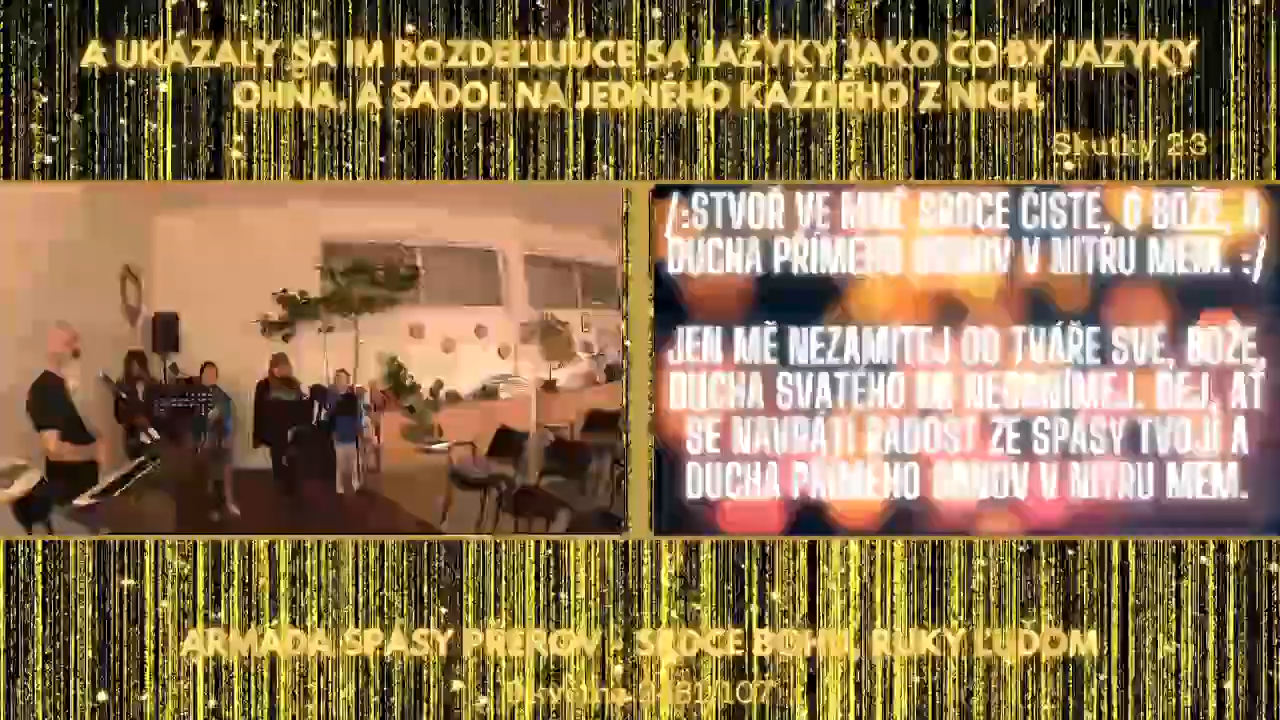 A UKÁZALY SA IM ROZDEĽUJÚCE SA JAZYKY JAKO ČO BY JAZYKY
OHŇA, A SADOL NA JEDNÉHO KAŽDÉHO Z NICH.
Skutky 2:3
/:STVOŘ VE MNĚ SRDCE ČISTÉ, Ó BOŽE, A
DUCHA PŘÍMÉHO OBNOV V NITRU MÉM. :/
JEN MĚ NEZAMÍTEJ OD TVÁŘE SVÉ, BOŽE,
DUCHA SVATÉHO MI NEODNÍMEJ. DEJ, AŤ
SE NAVRÁTÍ RADOST ZE SPÁSY TVOJÍ A
DUCHA PŘÍMÉHO OBNOV V NITRU MÉM.
ARMÁDA SPÁSY PŘEROV SRDCE BOHU, RUKY ĽUĎOM